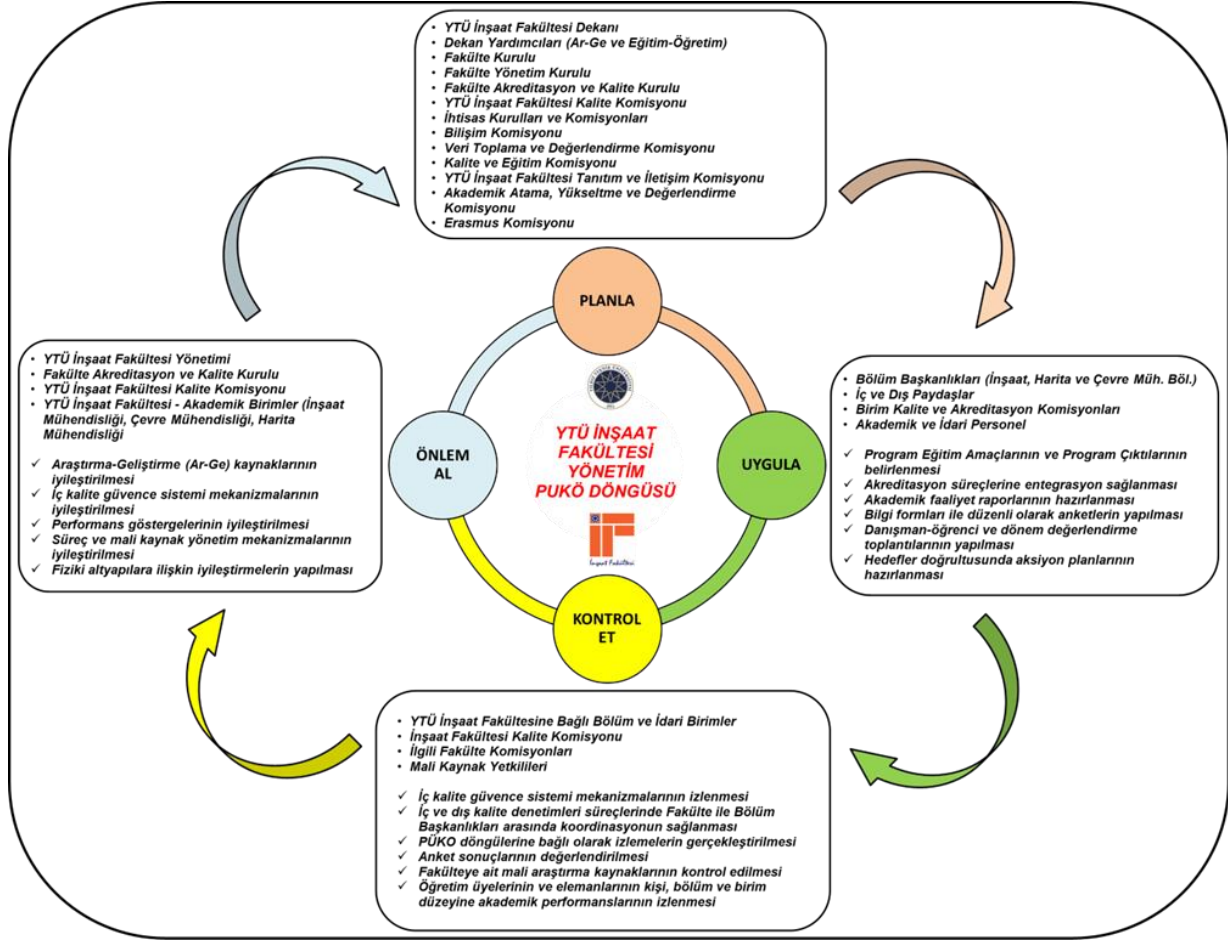 • YTÜ İnşaat Fakültesi Dekanı
• Dekan Yardımcıları (Ar-Ge ve Eğitim-Öğretim)
• Fakülte Kurulu
• Fakülte Yönetim Kurulu
• Fakülte Akreditasyon ve Kalite Kurulu
• YTÜ İnşaat Fakültesi Kalite Komisyonu
• İhtisas Kurulları ve Komisyonları
• Bilişim Komisyonu
• Veri Toplama ve Değerlendirme Komisyonu
• Kalite ve Eğitim Komisyonu
• YTÜ İnşaat Fakültesi Tanıtım ve İletişim Komisyonu
• Akademik Atama, Yükseltme ve Değerlendirme
Komisyonu
• Erasmus Komisyonu
PLANLA
• YTÜ İnşaat Fakültesi Yönetimi
• Fakülte Akreditasyon ve Kalite Kurulu
• YTÜ İnşaat Fakültesi Kalite Komisyonu
• YTÜ İnşaat Fakültesi - Akademik Birimler (İnşaat
Mühendisliği, Çevre Mühendisliği, Harita
Mühendisliği
✓ Araştırma-Geliştirme (Ar-Ge) kaynaklarının
iyileştirilmesi
✓ İç kalite güvence sistemi mekanizmalarının
iyileştirilmesi
✓ Performans göstergelerinin iyileştirilmesi
✓ Süreç ve mali kaynak yönetim mekanizmalarının
iyileştirilmesi
✓ Fiziki altyapılara ilişkin iyileştirmelerin yapılması
ÖNLEM
AL
YTÜ İNŞAAT
FAKÜLTESİ
YÖNETİM
PUKÖ DÖNGÜSÜ
İnşaat Fakültesi
UYGULA
• Bölüm Başkanlıkları (İnşaat, Harita ve Çevre Müh. Böl.)
• İç ve Dış Paydaşlar
• Birim Kalite ve Akreditasyon Komisyonları
• Akademik ve İdari Personel
✓ Program Eğitim Amaçlarının ve Program Çıktılarının
belirlenmesi
✓ Akreditasyon süreçlerine entegrasyon sağlanması
✓ Akademik faaliyet raporlarının hazırlanması
✓ Bilgi formları ile düzenli olarak anketlerin yapılması
✓ Danışman-öğrenci ve dönem değerlendirme
toplantılarının yapılması
✓ Hedefler doğrultusunda aksiyon planlarının
hazırlanması
KONTROL
ET
• YTÜ İnşaat Fakültesine Bağlı Bölüm ve İdari Birimler
• İnşaat Fakültesi Kalite Komisyonu
• İlgili Fakülte Komisyonları
• Mali Kaynak Yetkilileri
✓ İç kalite güvence sistemi mekanizmalarının izlenmesi
✓ İç ve dış kalite denetimleri süreçlerinde Fakülte ile Bölüm
Başkanlıkları arasında koordinasyonun sağlanması
✓ PÜKO döngülerine bağlı olarak izlemelerin gerçekleştirilmesi
✓ Anket sonuçlarının değerlendirilmesi
✓ Fakülteye ait mali araştırma kaynaklarının kontrol edilmesi
✓ Öğretim üyelerinin ve elemanlarının kişi, bölüm ve birim
düzeyine akademik performanslarının izlenmesi